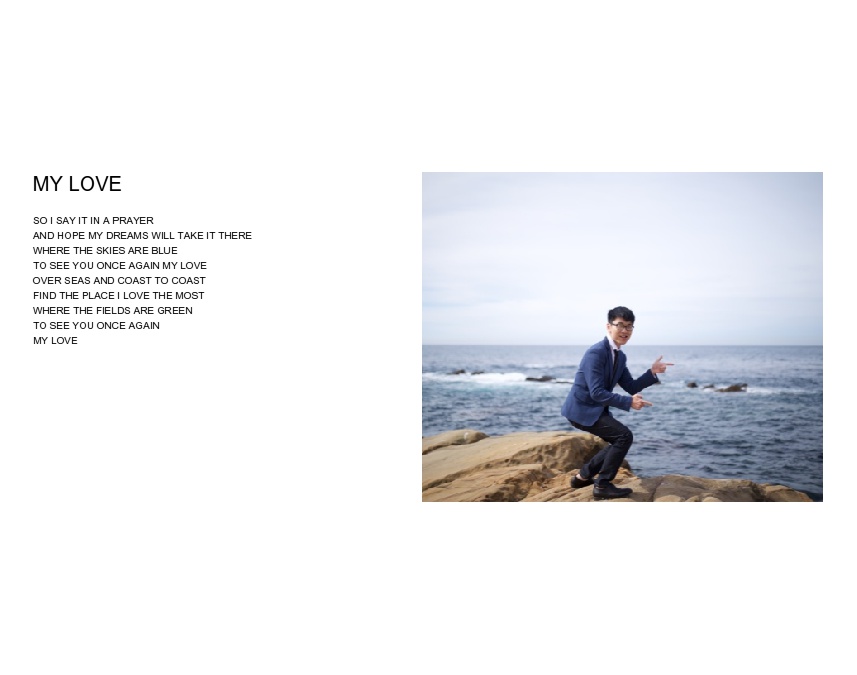 MY LOVE
SO I SAY IT IN A PRAYER
AND HOPE MY DREAMS WILL TAKE IT THERE
WHERE THE SKIES ARE BLUE
TO SEE YOU ONCE AGAIN MY LOVE
OVER SEAS AND COAST TO COAST
FIND THE PLACE I LOVE THE MOST
WHERE THE FIELDS ARE GREEN
TO SEE YOU ONCE AGAIN
MY LOVE